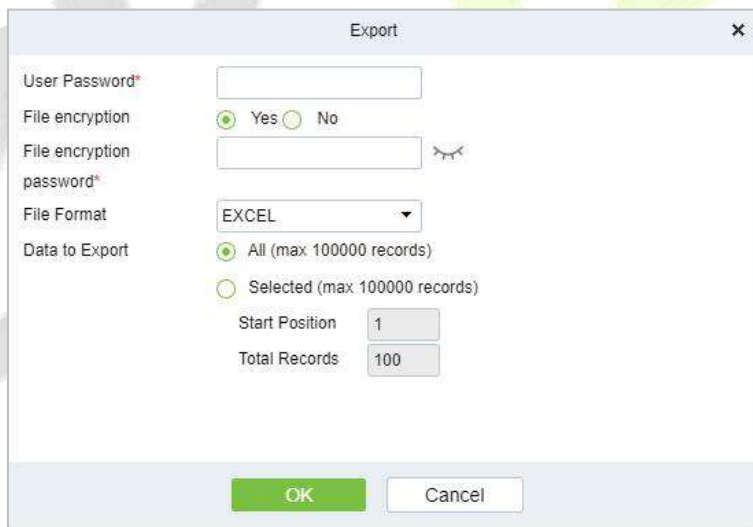 Export
User Password*
File encryption Yes No
File encryption
password*
File Format EXCEL
Data to Export All (max 100000 records)
Selected (max 100000 records)
Start Position 1
Total Records 100
OK Cancel